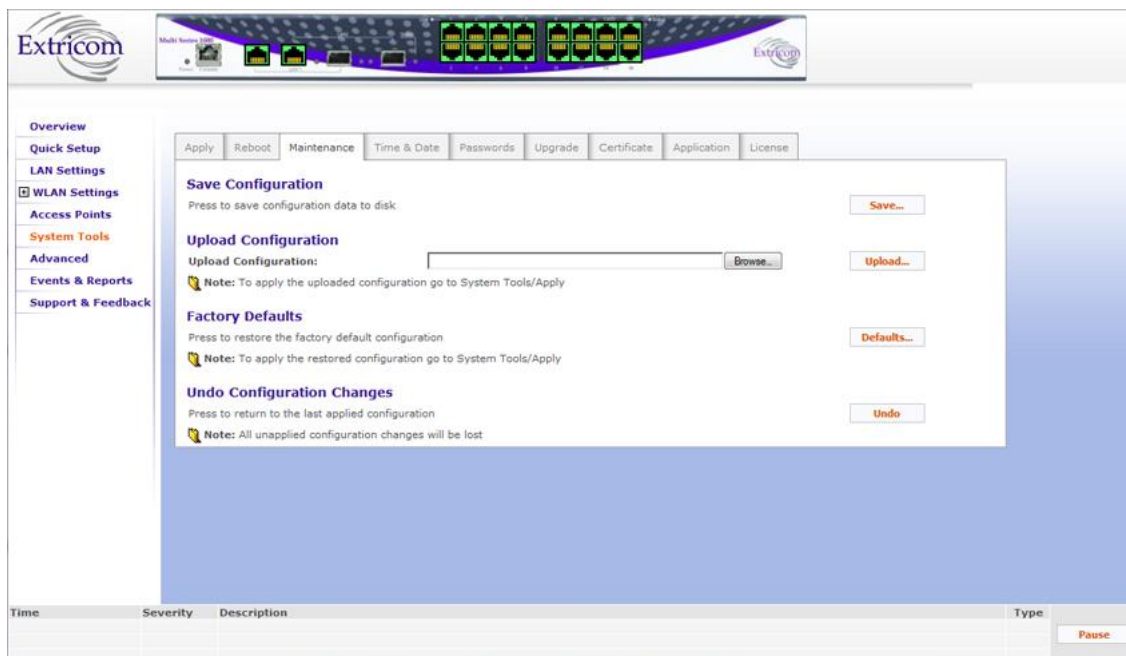 Extricom
Multi Series 1000
Extricom
Overview
Quick Setup
LAN Settings
WLAN Settings
Access Points
System Tools
Advanced
Events & Reports
Support & Feedback
Apply Reboot Maintenance Time & Date Passwords Upgrade Certificate Application License
Save Configuration
Press to save configuration data to disk Save...
Upload Configuration
Upload Configuration: Browse... Upload...
Note: To apply the uploaded configuration go to System Tools/Apply
Factory Defaults
Press to restore the factory default configuration Defaults...
Note: To apply the restored configuration go to System Tools/Apply
Undo Configuration Changes
Press to return to the last applied configuration Undo
Note: All unapplied configuration changes will be lost
Time Severity Description Type
Pause